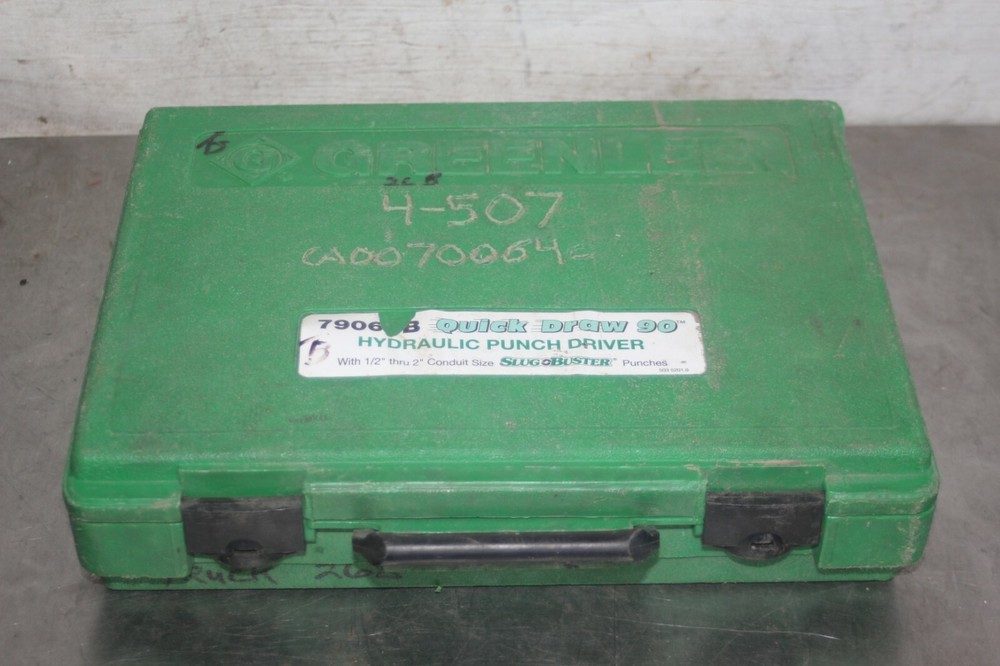 GREENLEE
4-507
CA0070064
Quick Draw 90™
HYDRAULIC PUNCH DRIVER
With 1/2" thru 2" Conduit Size SLUG-BUSTER® Punches
TRUCK